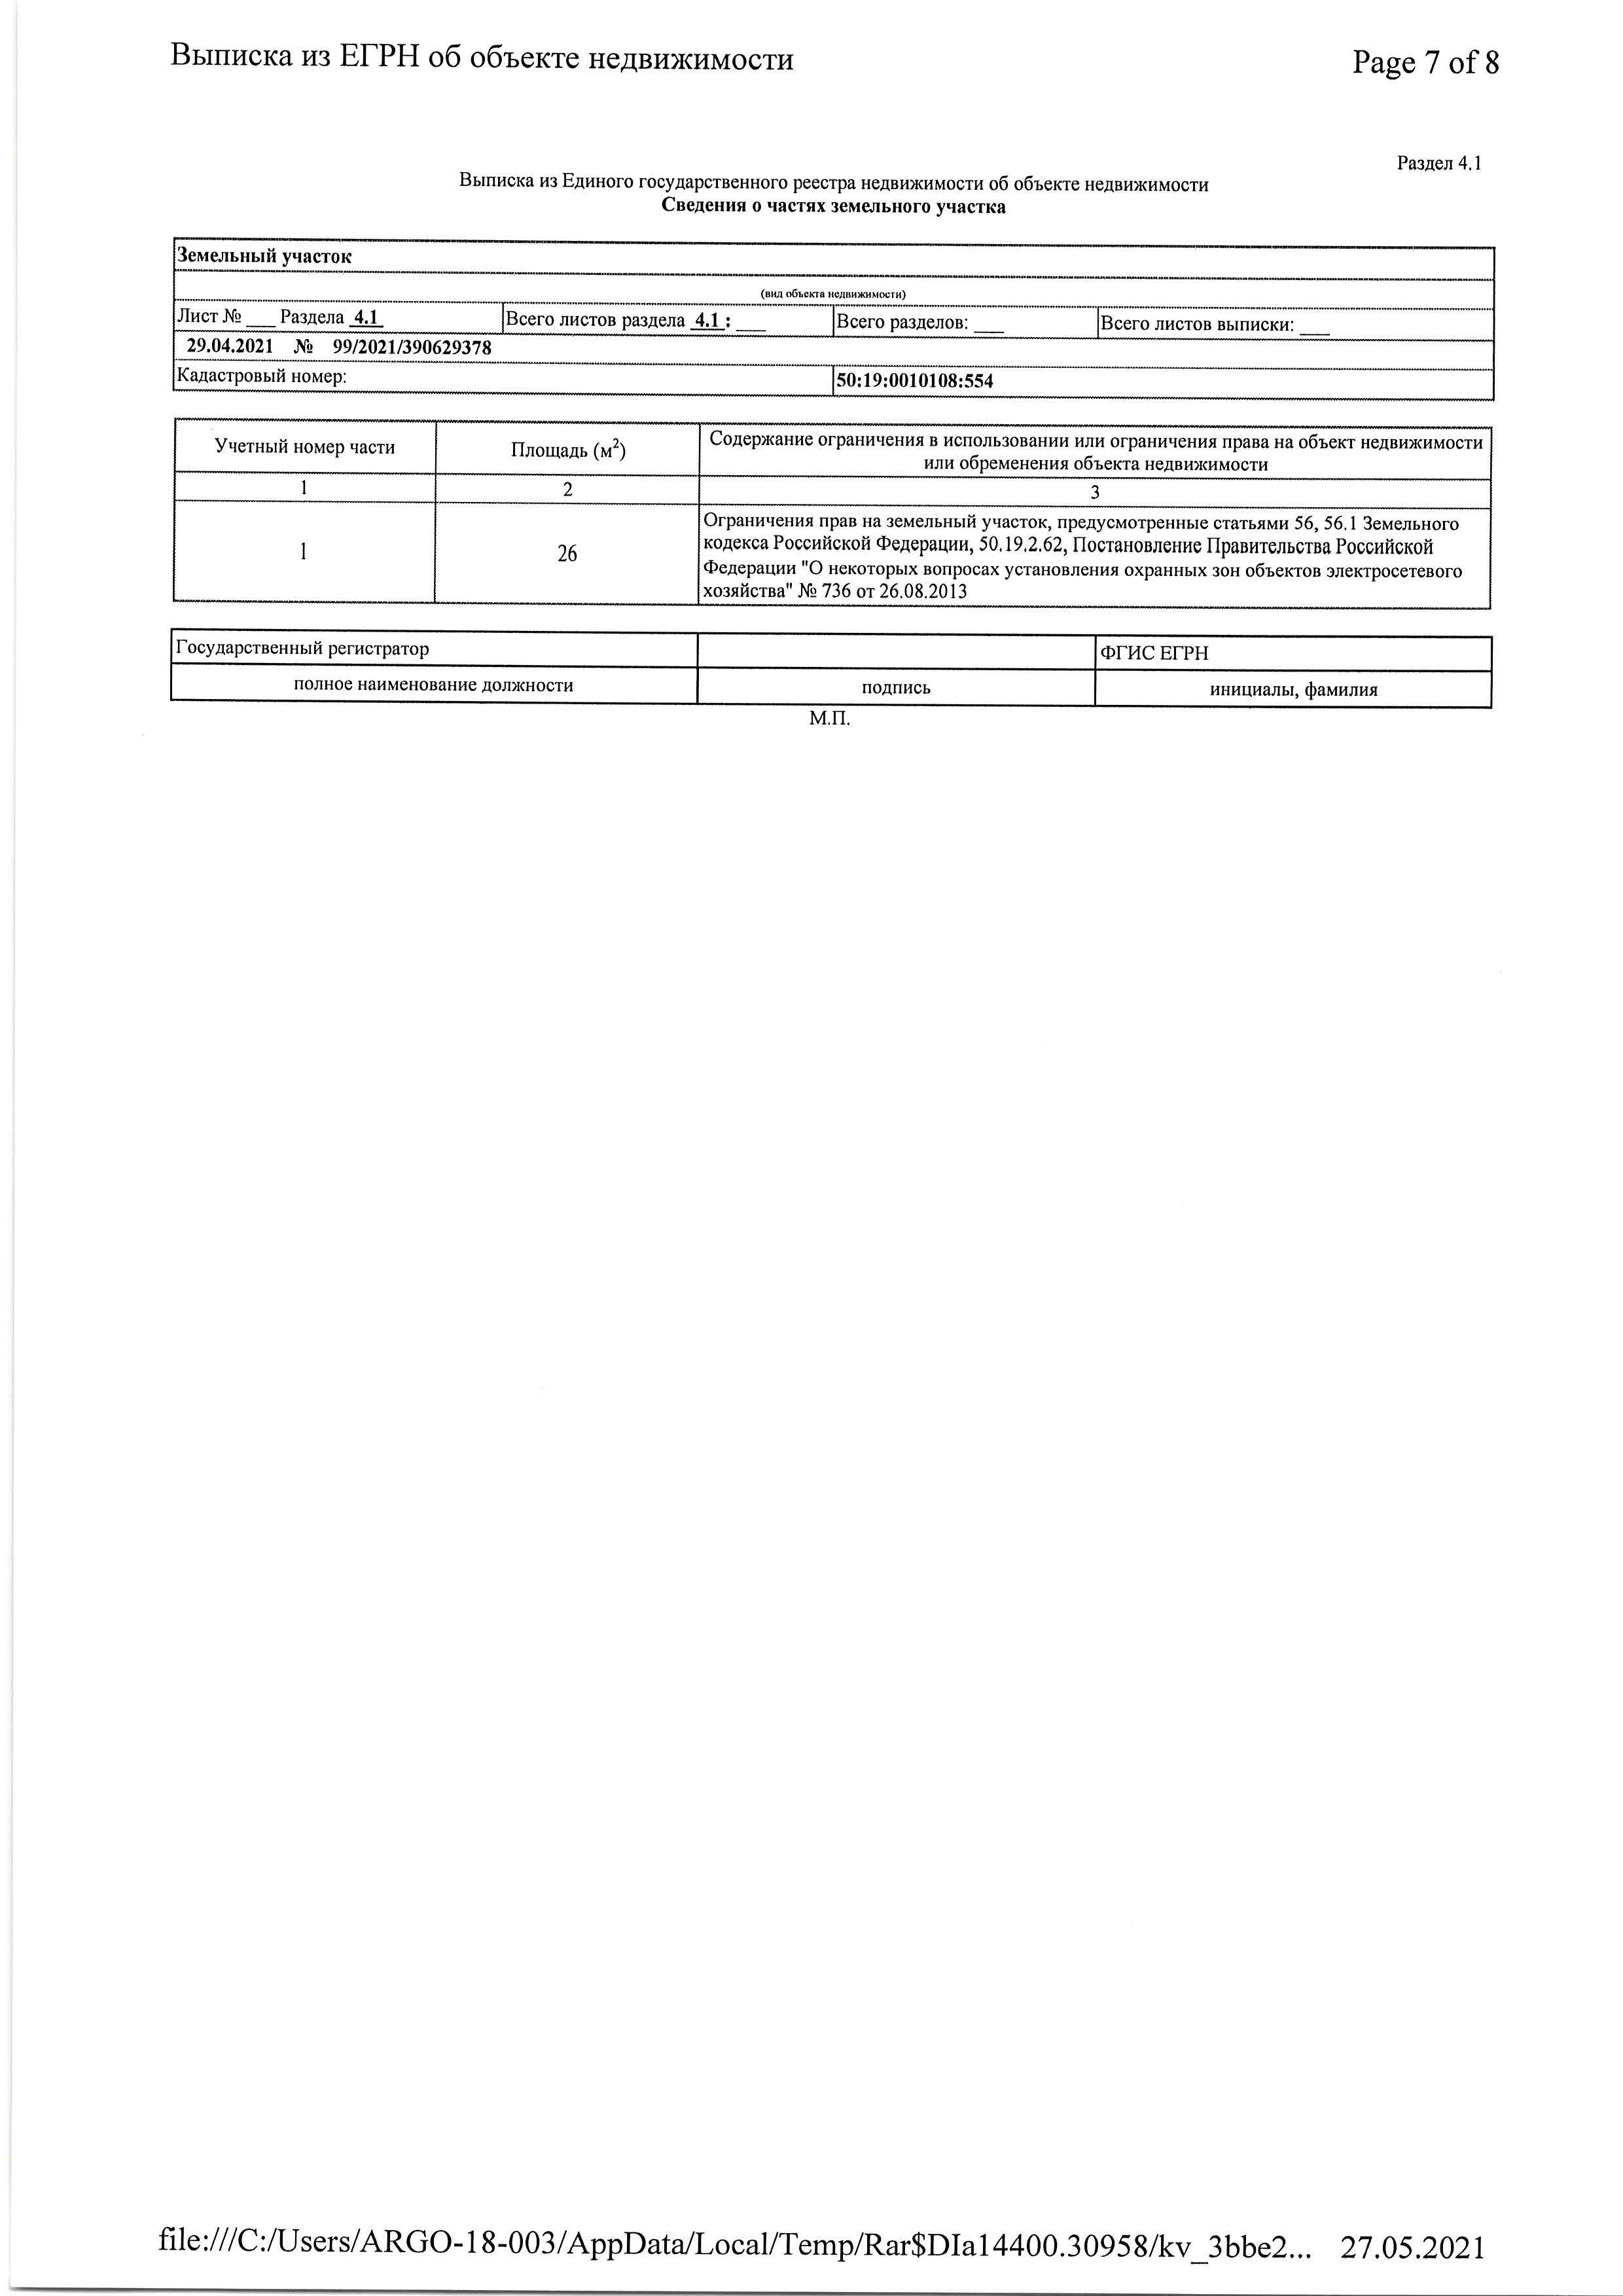 Выписка из ЕГРН об объекте недвижимости
Page 7 of 8
Раздел 4.1
Выписка из Единого государственного реестра недвижимости об объекте недвижимости
Сведения о частях земельного участка
Земельный участок
(вид объекта недвижимости)
Лист № ___ Раздела 4.1
Всего листов раздела 4.1 : ___
Всего разделов: ___
Всего листов выписки: ___
29.04.2021 № 99/2021/390629378
Кадастровый номер:
50:19:0010108:554
Учетный номер части
Площадь (м²)
Содержание ограничения в использовании или ограничения права на объект недвижимости
или обременения объекта недвижимости
1
2
3
1
26
Ограничения прав на земельный участок, предусмотренные статьями 56, 56.1 Земельного
кодекса Российской Федерации, 50.19.2.62, Постановление Правительства Российской
Федерации "О некоторых вопросах установления охранных зон объектов электросетевого
хозяйства" № 736 от 26.08.2013
Государственный регистратор
ФГИС ЕГРН
полное наименование должности
подпись
инициалы, фамилия
М.П.
file:///C:/Users/ARGO-18-003/AppData/Local/Temp/Rar$DIa14400.30958/kv_3bbe2...
27.05.2021